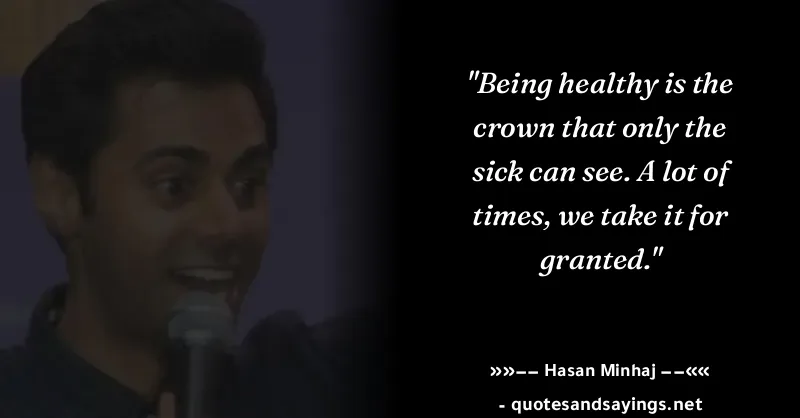 "Being healthy is the
crown that only the
sick can see. A lot of
times, we take it for
granted."
»»−− Hasan Minhaj −−««
- quotesandsayings.net